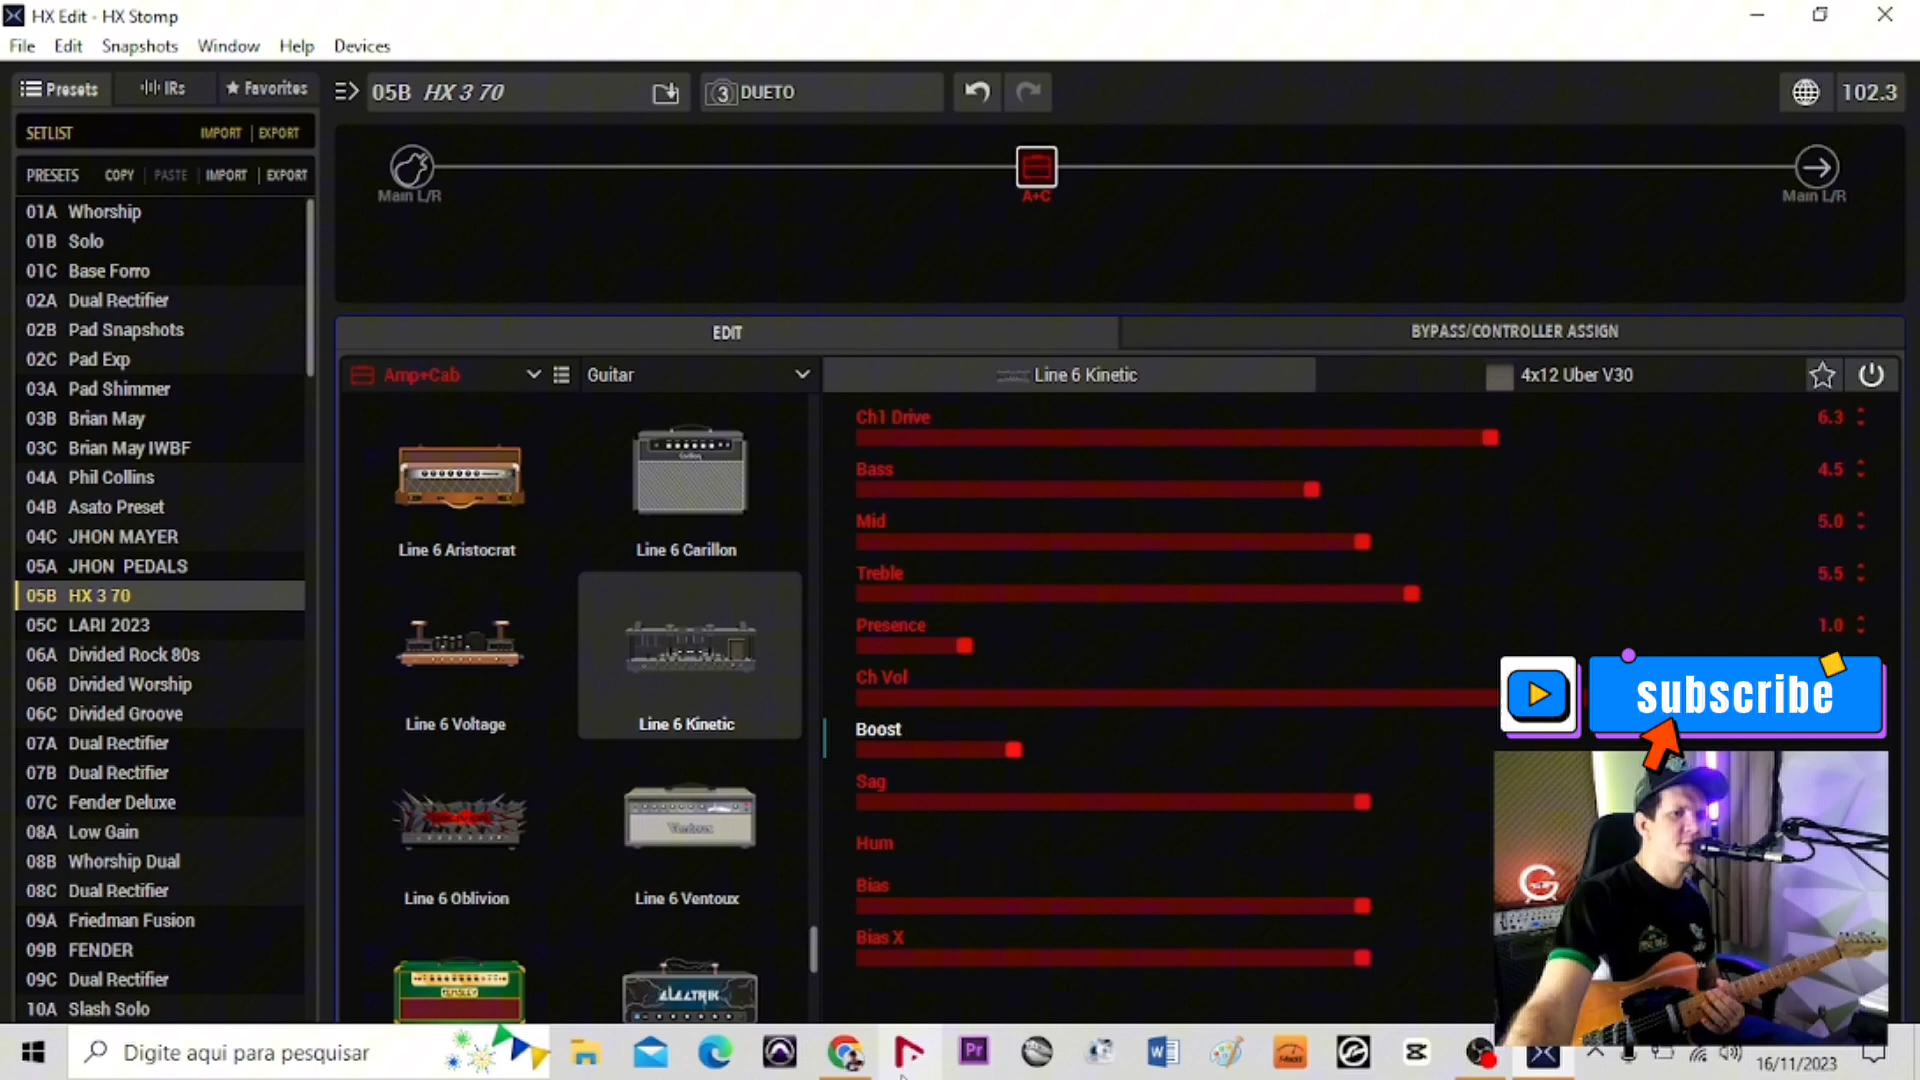 HX Edit - HX Stomp
File Edit Snapshots Window Help Devices
Presets IRs Favorites 05B HX 3 70 3 DUETO 102.3
SETLIST IMPORT EXPORT
PRESETS COPY PASTE IMPORT EXPORT
Main L/R A+C Main L/R
01A Whorship
01B Solo
01C Base Forro
02A Dual Rectifier
02B Pad Snapshots
02C Pad Exp
03A Pad Shimmer
03B Brian May
03C Brian May IWBF
04A Phil Collins
04B Asato Preset
04C JHON MAYER
05A JHON PEDALS
05B HX 3 70
05C LARI 2023
06A Divided Rock 80s
06B Divided Worship
06C Divided Groove
07A Dual Rectifier
07B Dual Rectifier
07C Fender Deluxe
08A Low Gain
08B Whorship Dual
08C Dual Rectifier
09A Friedman Fusion
09B FENDER
09C Dual Rectifier
10A Slash Solo
EDIT BYPASS/CONTROLLER ASSIGN
Amp+Cab Guitar Line 6 Kinetic 4x12 Uber V30
Line 6 Aristocrat Line 6 Carillon
Line 6 Voltage Line 6 Kinetic
Ventoux
Line 6 Oblivion Line 6 Ventoux
ELEKTRIK
Ch1 Drive 6.3
Bass 4.5
Mid 5.0
Treble 5.5
Presence 1.0
Ch Vol
Boost
Sag
Hum
Bias
Bias X
subscribe
G
Digite aqui para pesquisar
Pr
W
16/11/2023